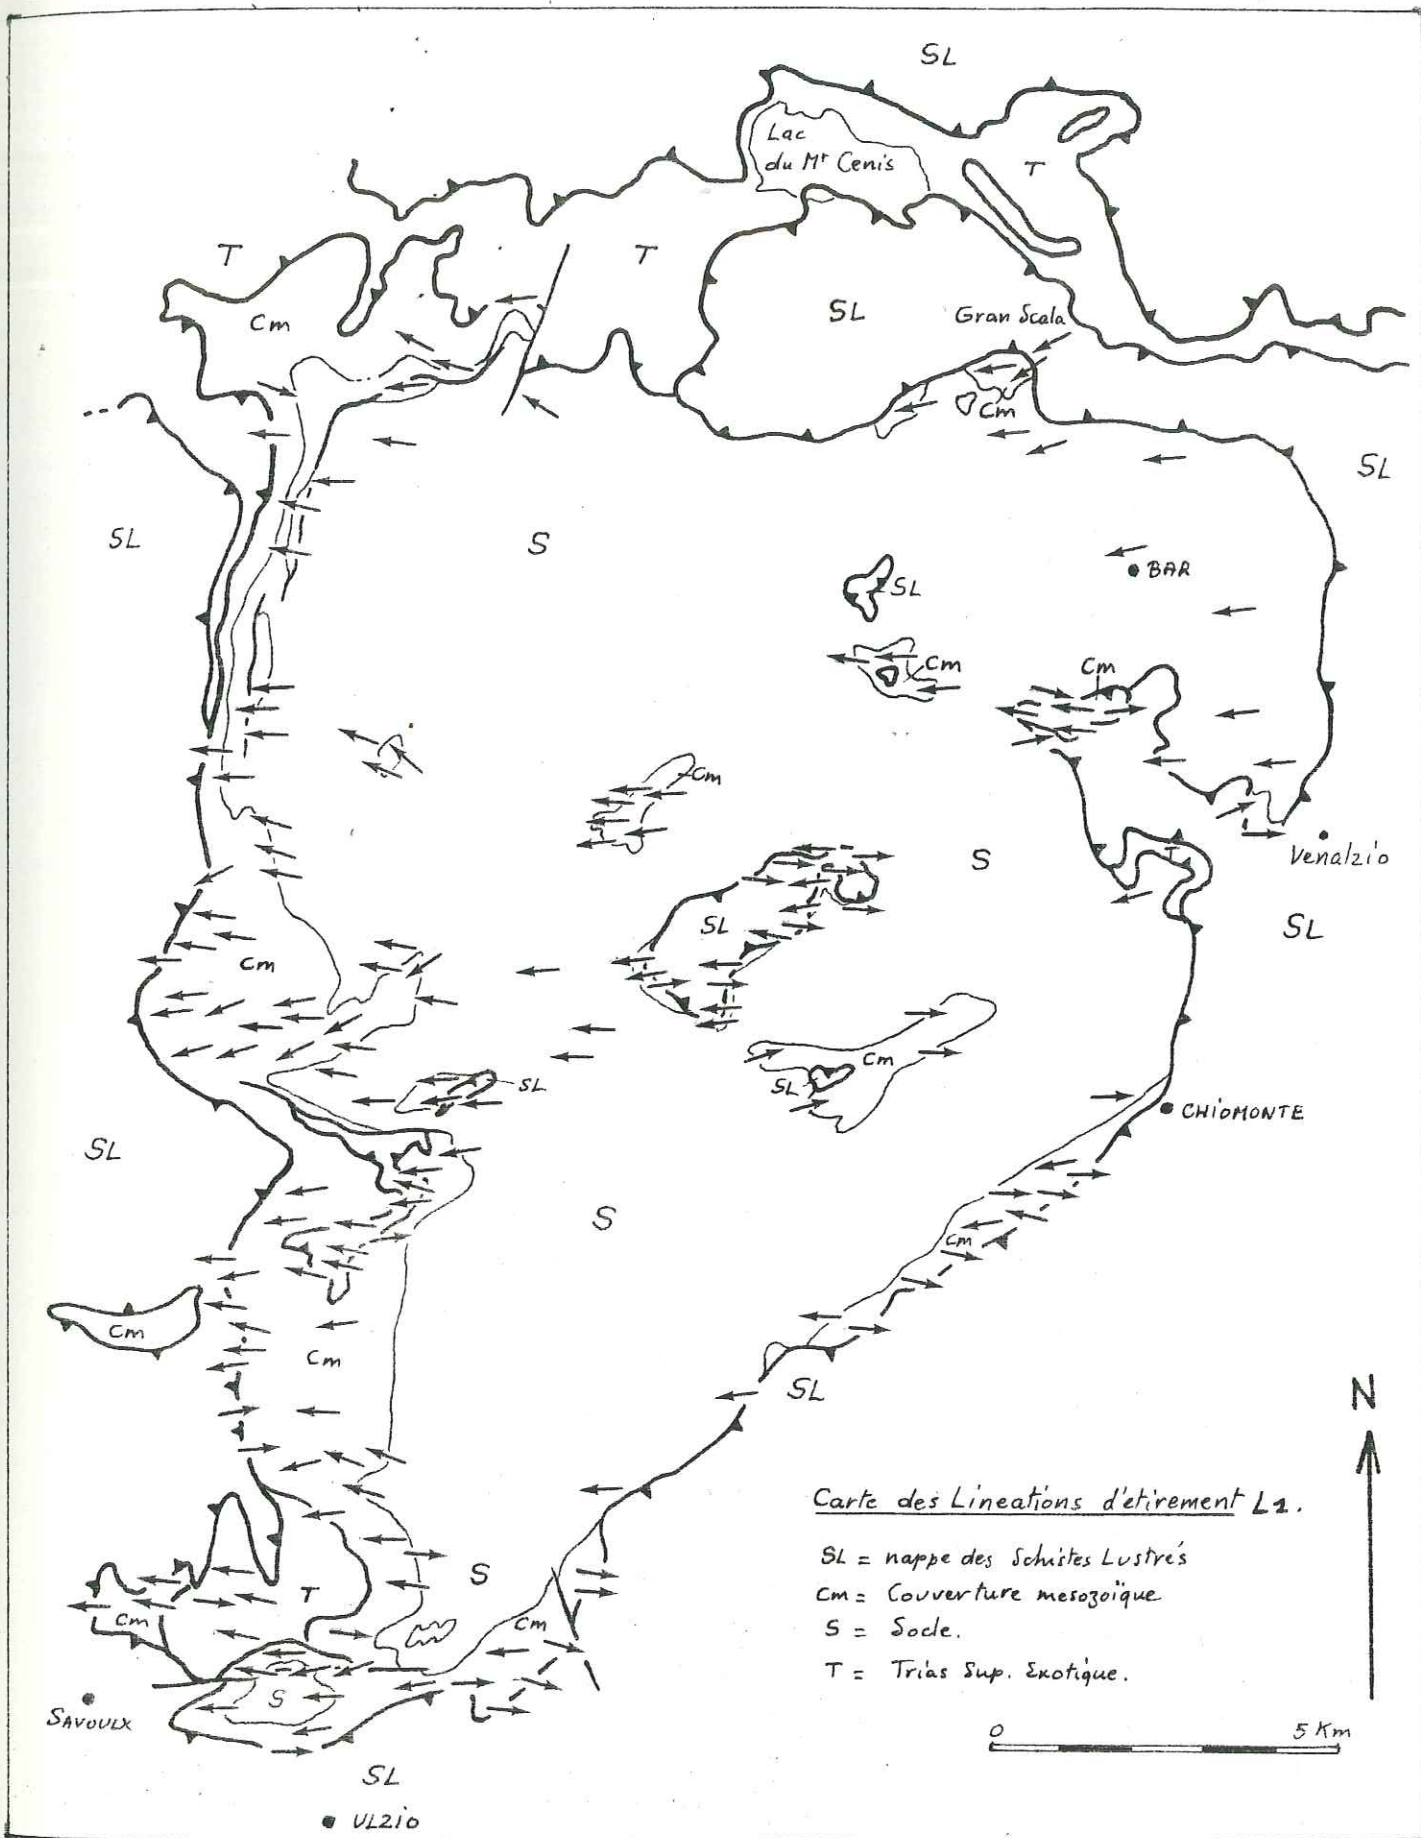 SL
Lac
du Mt Cenis
T
T
T
Cm
SL
Gran Scala
Cm
SL
SL
S
SL
BAR
Cm
Cm
Cm
S
T
Venalzio
SL
SL
Cm
Cm
SL
SL
CHIOMONTE
SL
S
Cm
Cm
Cm
SL
N
Carte des Lineations d'étirement L1.
SL = nappe des Schistes Lustrés
Cm = Couverture mesozoïque
S = Socle.
T = Trias Sup. Exotique.
S
T
Cm
Cm
S
SAVOULX
0 5 Km
SL
ULZIO